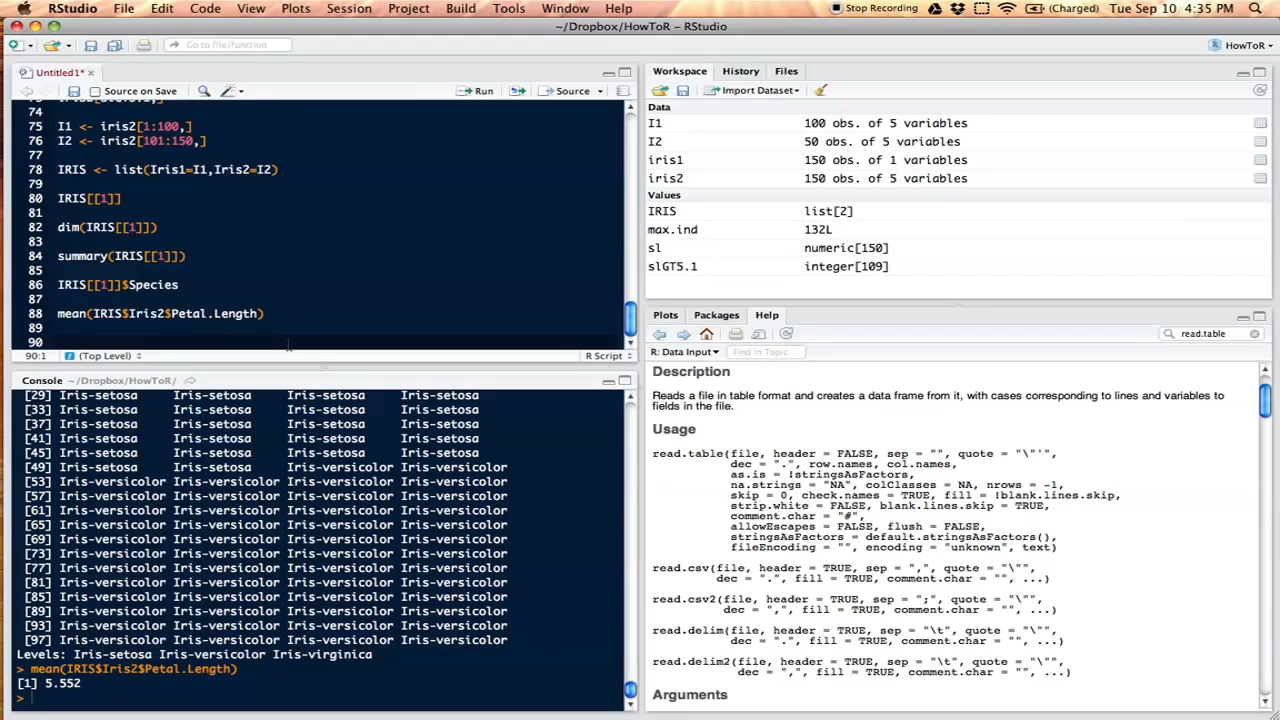 RStudio File Edit Code View Plots Session Project Build Tools Window Help Stop Recording (Charged) Tue Sep 10 4:35 PM
~/Dropbox/HowToR - RStudio
Go to file/function HowToR
Untitled1*
Source on Save Run Source
74
75 I1 <- iris2[1:100,]
76 I2 <- iris2[101:150,]
77
78 IRIS <- list(Iris1=I1,Iris2=I2)
79
80 IRIS[[1]]
81
82 dim(IRIS[[1]])
83
84 summary(IRIS[[1]])
85
86 IRIS[[1]]$Species
87
88 mean(IRIS$Iris2$Petal.Length)
89
90
90:1 (Top Level) R Script
Console ~/Dropbox/HowToR/
[29] Iris-setosa Iris-setosa Iris-setosa Iris-setosa
[33] Iris-setosa Iris-setosa Iris-setosa Iris-setosa
[37] Iris-setosa Iris-setosa Iris-setosa Iris-setosa
[41] Iris-setosa Iris-setosa Iris-setosa Iris-setosa
[45] Iris-setosa Iris-setosa Iris-setosa Iris-setosa
[49] Iris-setosa Iris-setosa Iris-versicolor Iris-versicolor
[53] Iris-versicolor Iris-versicolor Iris-versicolor Iris-versicolor
[57] Iris-versicolor Iris-versicolor Iris-versicolor Iris-versicolor
[61] Iris-versicolor Iris-versicolor Iris-versicolor Iris-versicolor
[65] Iris-versicolor Iris-versicolor Iris-versicolor Iris-versicolor
[69] Iris-versicolor Iris-versicolor Iris-versicolor Iris-versicolor
[73] Iris-versicolor Iris-versicolor Iris-versicolor Iris-versicolor
[77] Iris-versicolor Iris-versicolor Iris-versicolor Iris-versicolor
[81] Iris-versicolor Iris-versicolor Iris-versicolor Iris-versicolor
[85] Iris-versicolor Iris-versicolor Iris-versicolor Iris-versicolor
[89] Iris-versicolor Iris-versicolor Iris-versicolor Iris-versicolor
[93] Iris-versicolor Iris-versicolor Iris-versicolor Iris-versicolor
[97] Iris-versicolor Iris-versicolor Iris-versicolor Iris-versicolor
Levels: Iris-setosa Iris-versicolor Iris-virginica
> mean(IRIS$Iris2$Petal.Length)
[1] 5.552
>
Workspace History Files
Import Dataset
Data
I1 100 obs. of 5 variables
I2 50 obs. of 5 variables
iris1 150 obs. of 1 variables
iris2 150 obs. of 5 variables
Values
IRIS list[2]
max.ind 132L
sl numeric[150]
slGT5.1 integer[109]
Plots Packages Help
read.table
R: Data Input Find in Topic
Description
Reads a file in table format and creates a data frame from it, with cases corresponding to lines and variables to
fields in the file.
Usage
read.table(file, header = FALSE, sep = "", quote = "\"'",
dec = ".", row.names, col.names,
as.is = !stringsAsFactors,
na.strings = "NA", colClasses = NA, nrows = -1,
skip = 0, check.names = TRUE, fill = !blank.lines.skip,
strip.white = FALSE, blank.lines.skip = TRUE,
comment.char = "#",
allowEscapes = FALSE, flush = FALSE,
stringsAsFactors = default.stringsAsFactors(),
fileEncoding = "", encoding = "unknown", text)
read.csv(file, header = TRUE, sep = ",", quote = "\"",
dec = ".", fill = TRUE, comment.char = "", ...)
read.csv2(file, header = TRUE, sep = ";", quote = "\"",
dec = ",", fill = TRUE, comment.char = "", ...)
read.delim(file, header = TRUE, sep = "\t", quote = "\"",
dec = ".", fill = TRUE, comment.char = "", ...)
read.delim2(file, header = TRUE, sep = "\t", quote = "\"",
dec = ",", fill = TRUE, comment.char = "", ...)
Arguments